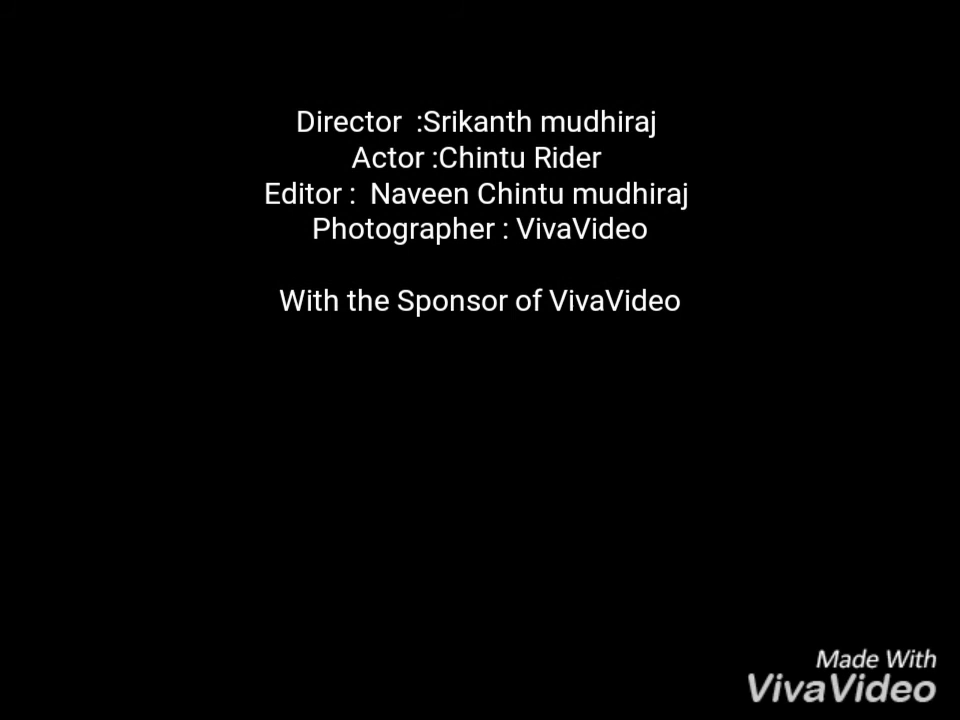 Director  :Srikanth mudhiraj
Actor :Chintu Rider
Editor :  Naveen Chintu mudhiraj
Photographer : VivaVideo
With the Sponsor of VivaVideo
Made With
VivaVideo